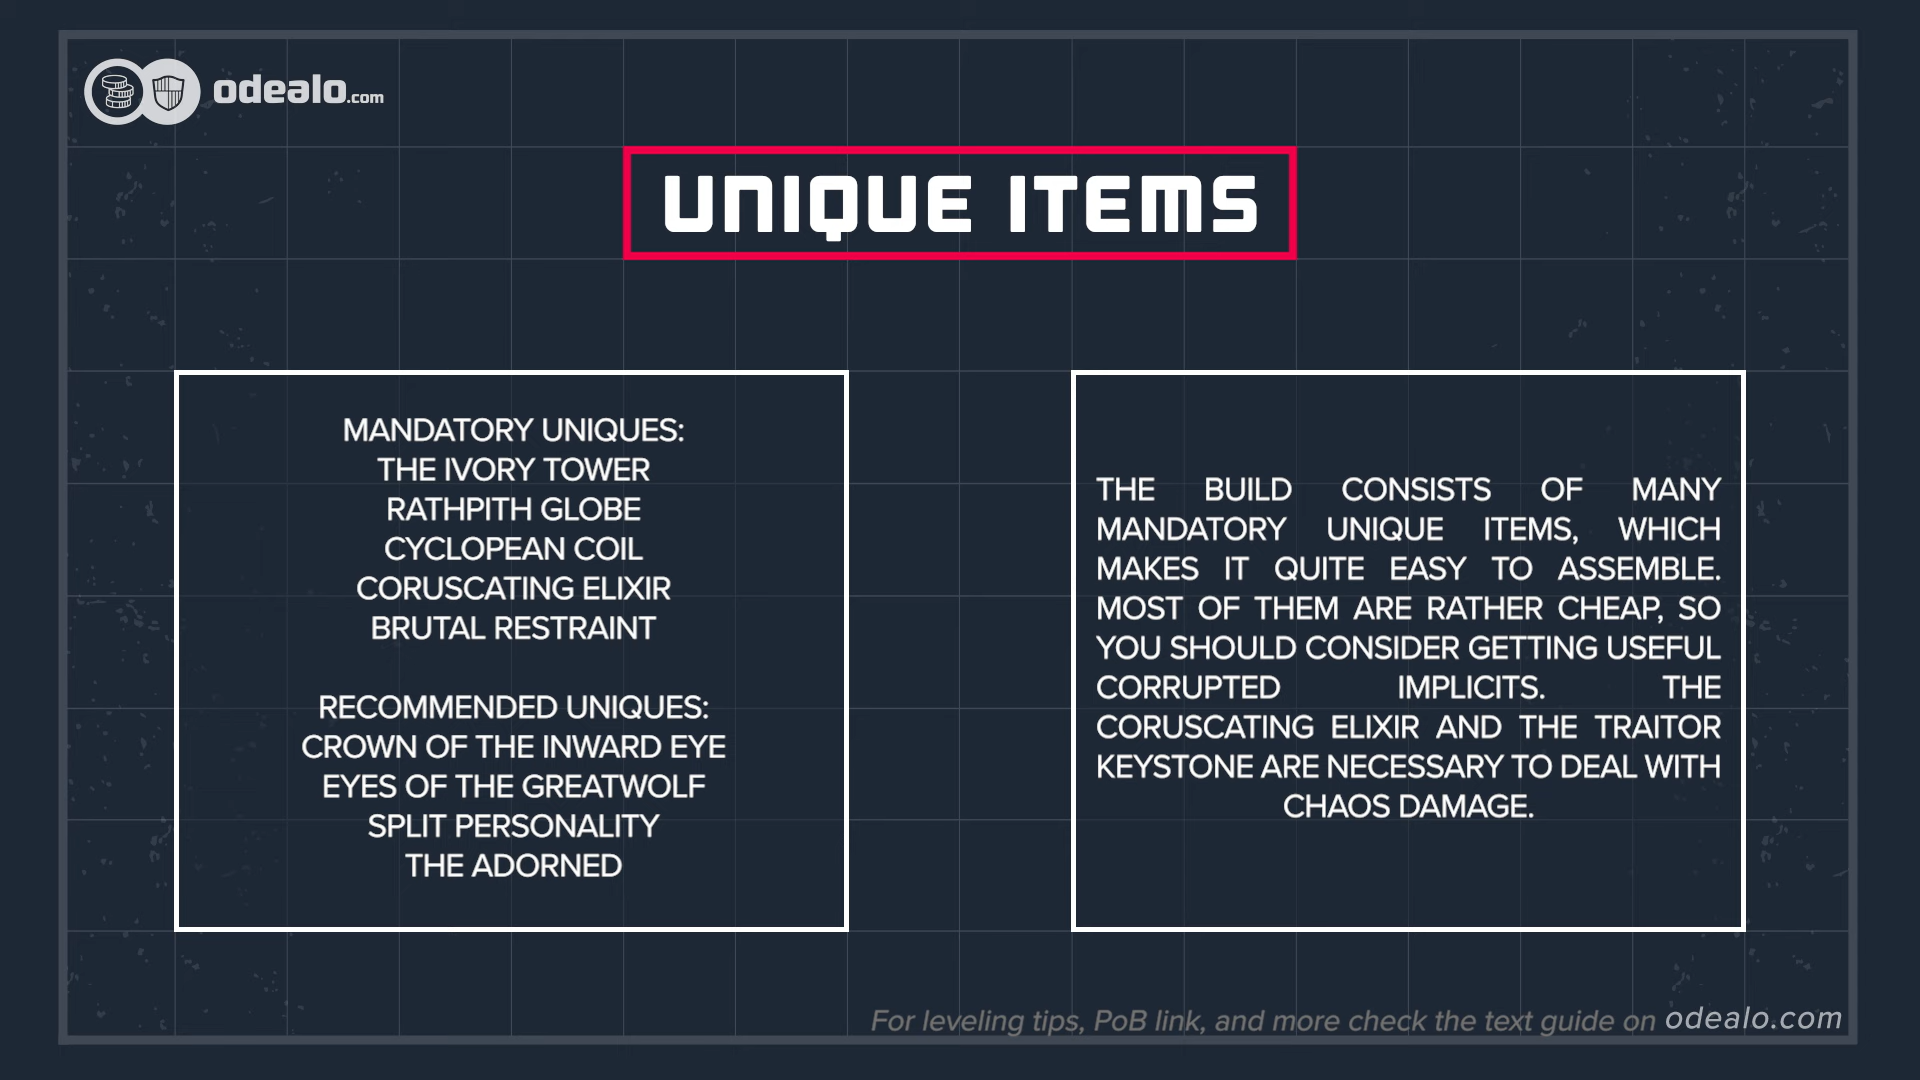 odealo.com
UNIQUE ITEMS
MANDATORY UNIQUES:
THE IVORY TOWER
RATHPITH GLOBE
CYCLOPEAN COIL
CORUSCATING ELIXIR
BRUTAL RESTRAINT
RECOMMENDED UNIQUES:
CROWN OF THE INWARD EYE
EYES OF THE GREATWOLF
SPLIT PERSONALITY
THE ADORNED
THE BUILD CONSISTS OF MANY
MANDATORY UNIQUE ITEMS, WHICH
MAKES IT QUITE EASY TO ASSEMBLE.
MOST OF THEM ARE RATHER CHEAP, SO
YOU SHOULD CONSIDER GETTING USEFUL
CORRUPTED IMPLICITS. THE
CORUSCATING ELIXIR AND THE TRAITOR
KEYSTONE ARE NECESSARY TO DEAL WITH
CHAOS DAMAGE.
For leveling tips, PoB link, and more check the text guide on odealo.com